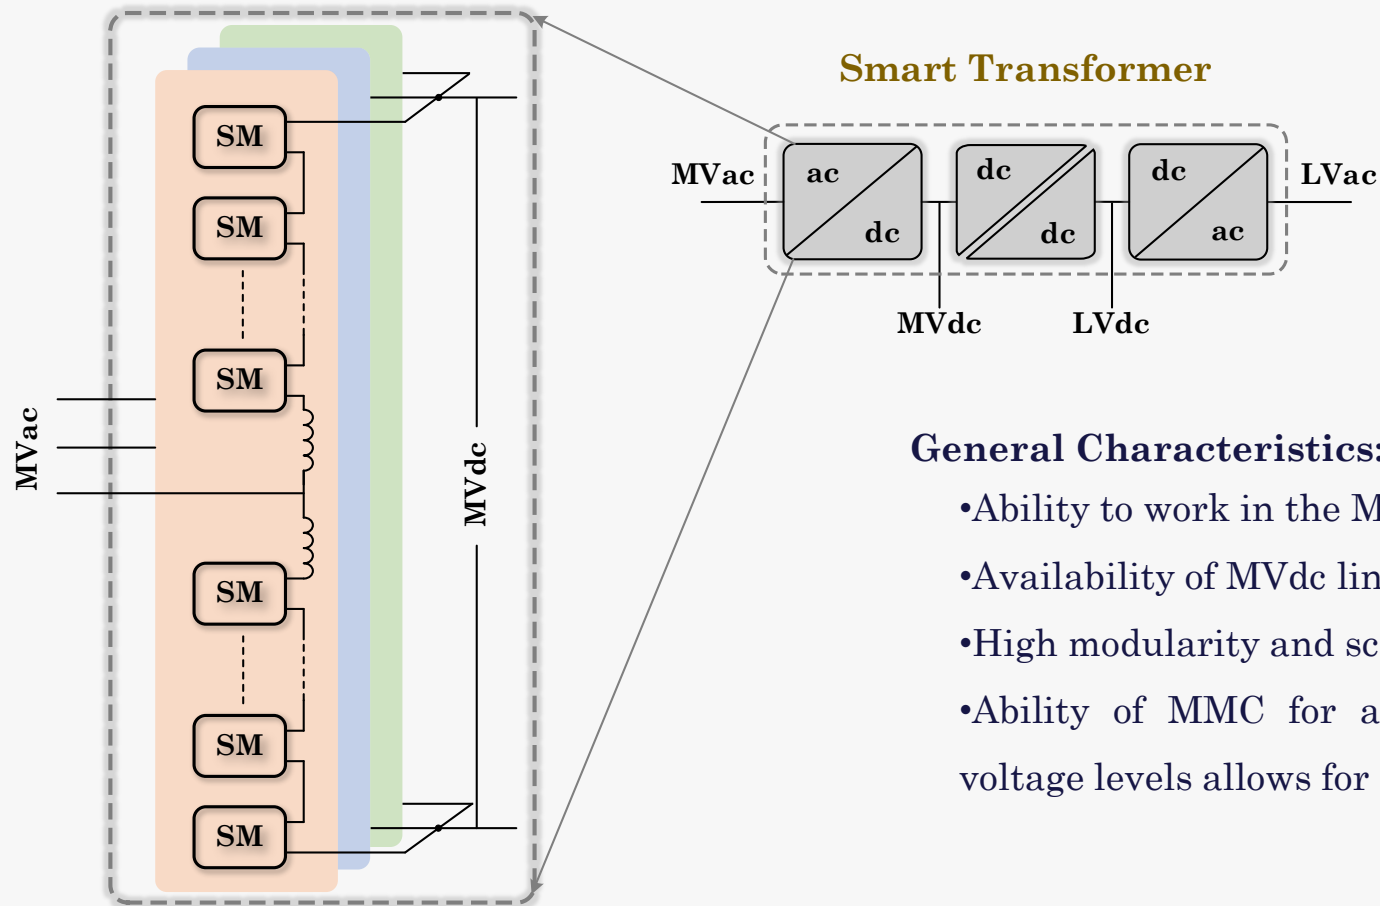 Smart Transformer
MVac
ac
dc
dc
dc
dc
ac
LVac
MVdc
LVdc
SM
SM
SM
MVac
MVdc
SM
SM
SM
General Characteristics:
•Ability to work in the
•Availability of MVdc
•High modularity and
•Ability of MMC for
voltage levels allows for